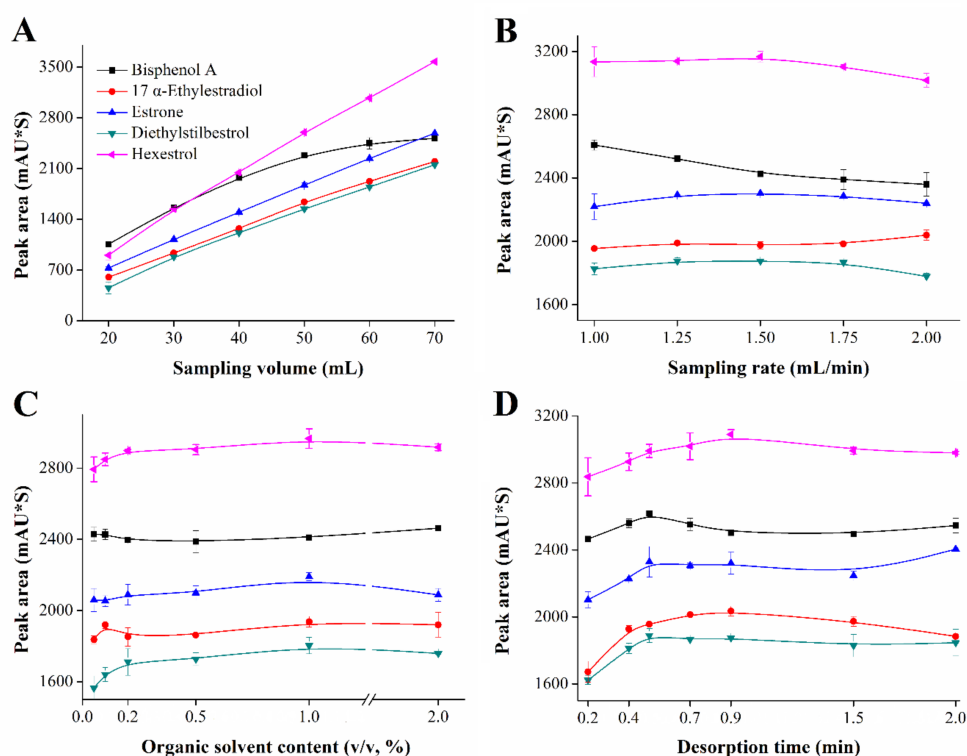 A
3500
2800
2100
1400
700
0
Peak area (mAU*S)
Bisphenol A
17 α-Ethylestradiol
Estrone
Diethylstilbestrol
Hexestrol
20 30 40 50 60 70
Sampling volume (mL)
B
3200
2800
2400
2000
1600
Peak area (mAU*S)
1.00 1.25 1.50 1.75 2.00
Sampling rate (mL/min)
C
2800
2400
2000
1600
Peak area (mAU*S)
0.0 0.2 0.5 1.0 2.0
Organic solvent content (v/v, %)
D
3200
2800
2400
2000
1600
Peak area (mAU*S)
0.2 0.4 0.5 0.7 0.9 1.5 2.0
Desorption time (min)